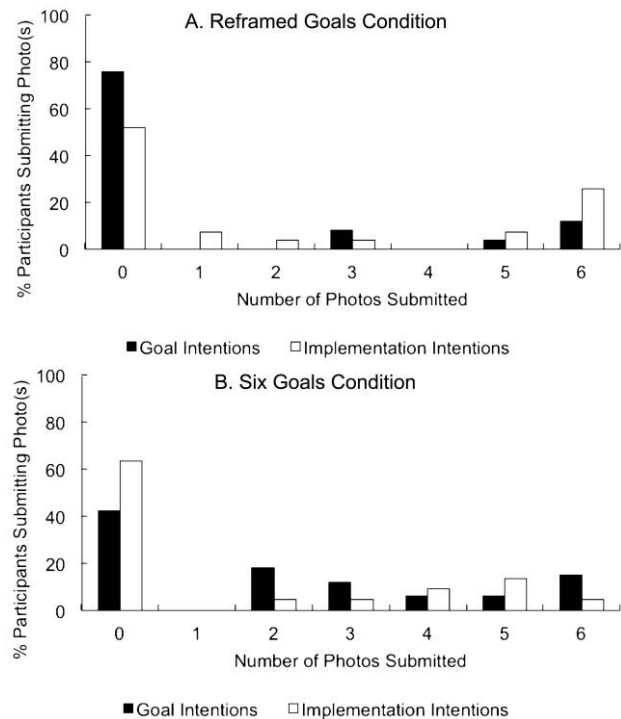 A. Reframed Goals Condition
% Participants Submitting Photo(s)
100
80
60
40
20
0
0 1 2 3 4 5 6
Number of Photos Submitted
Goal Intentions Implementation Intentions
B. Six Goals Condition
% Participants Submitting Photo(s)
100
80
60
40
20
0
0 1 2 3 4 5 6
Number of Photos Submitted
Goal Intentions Implementation Intentions